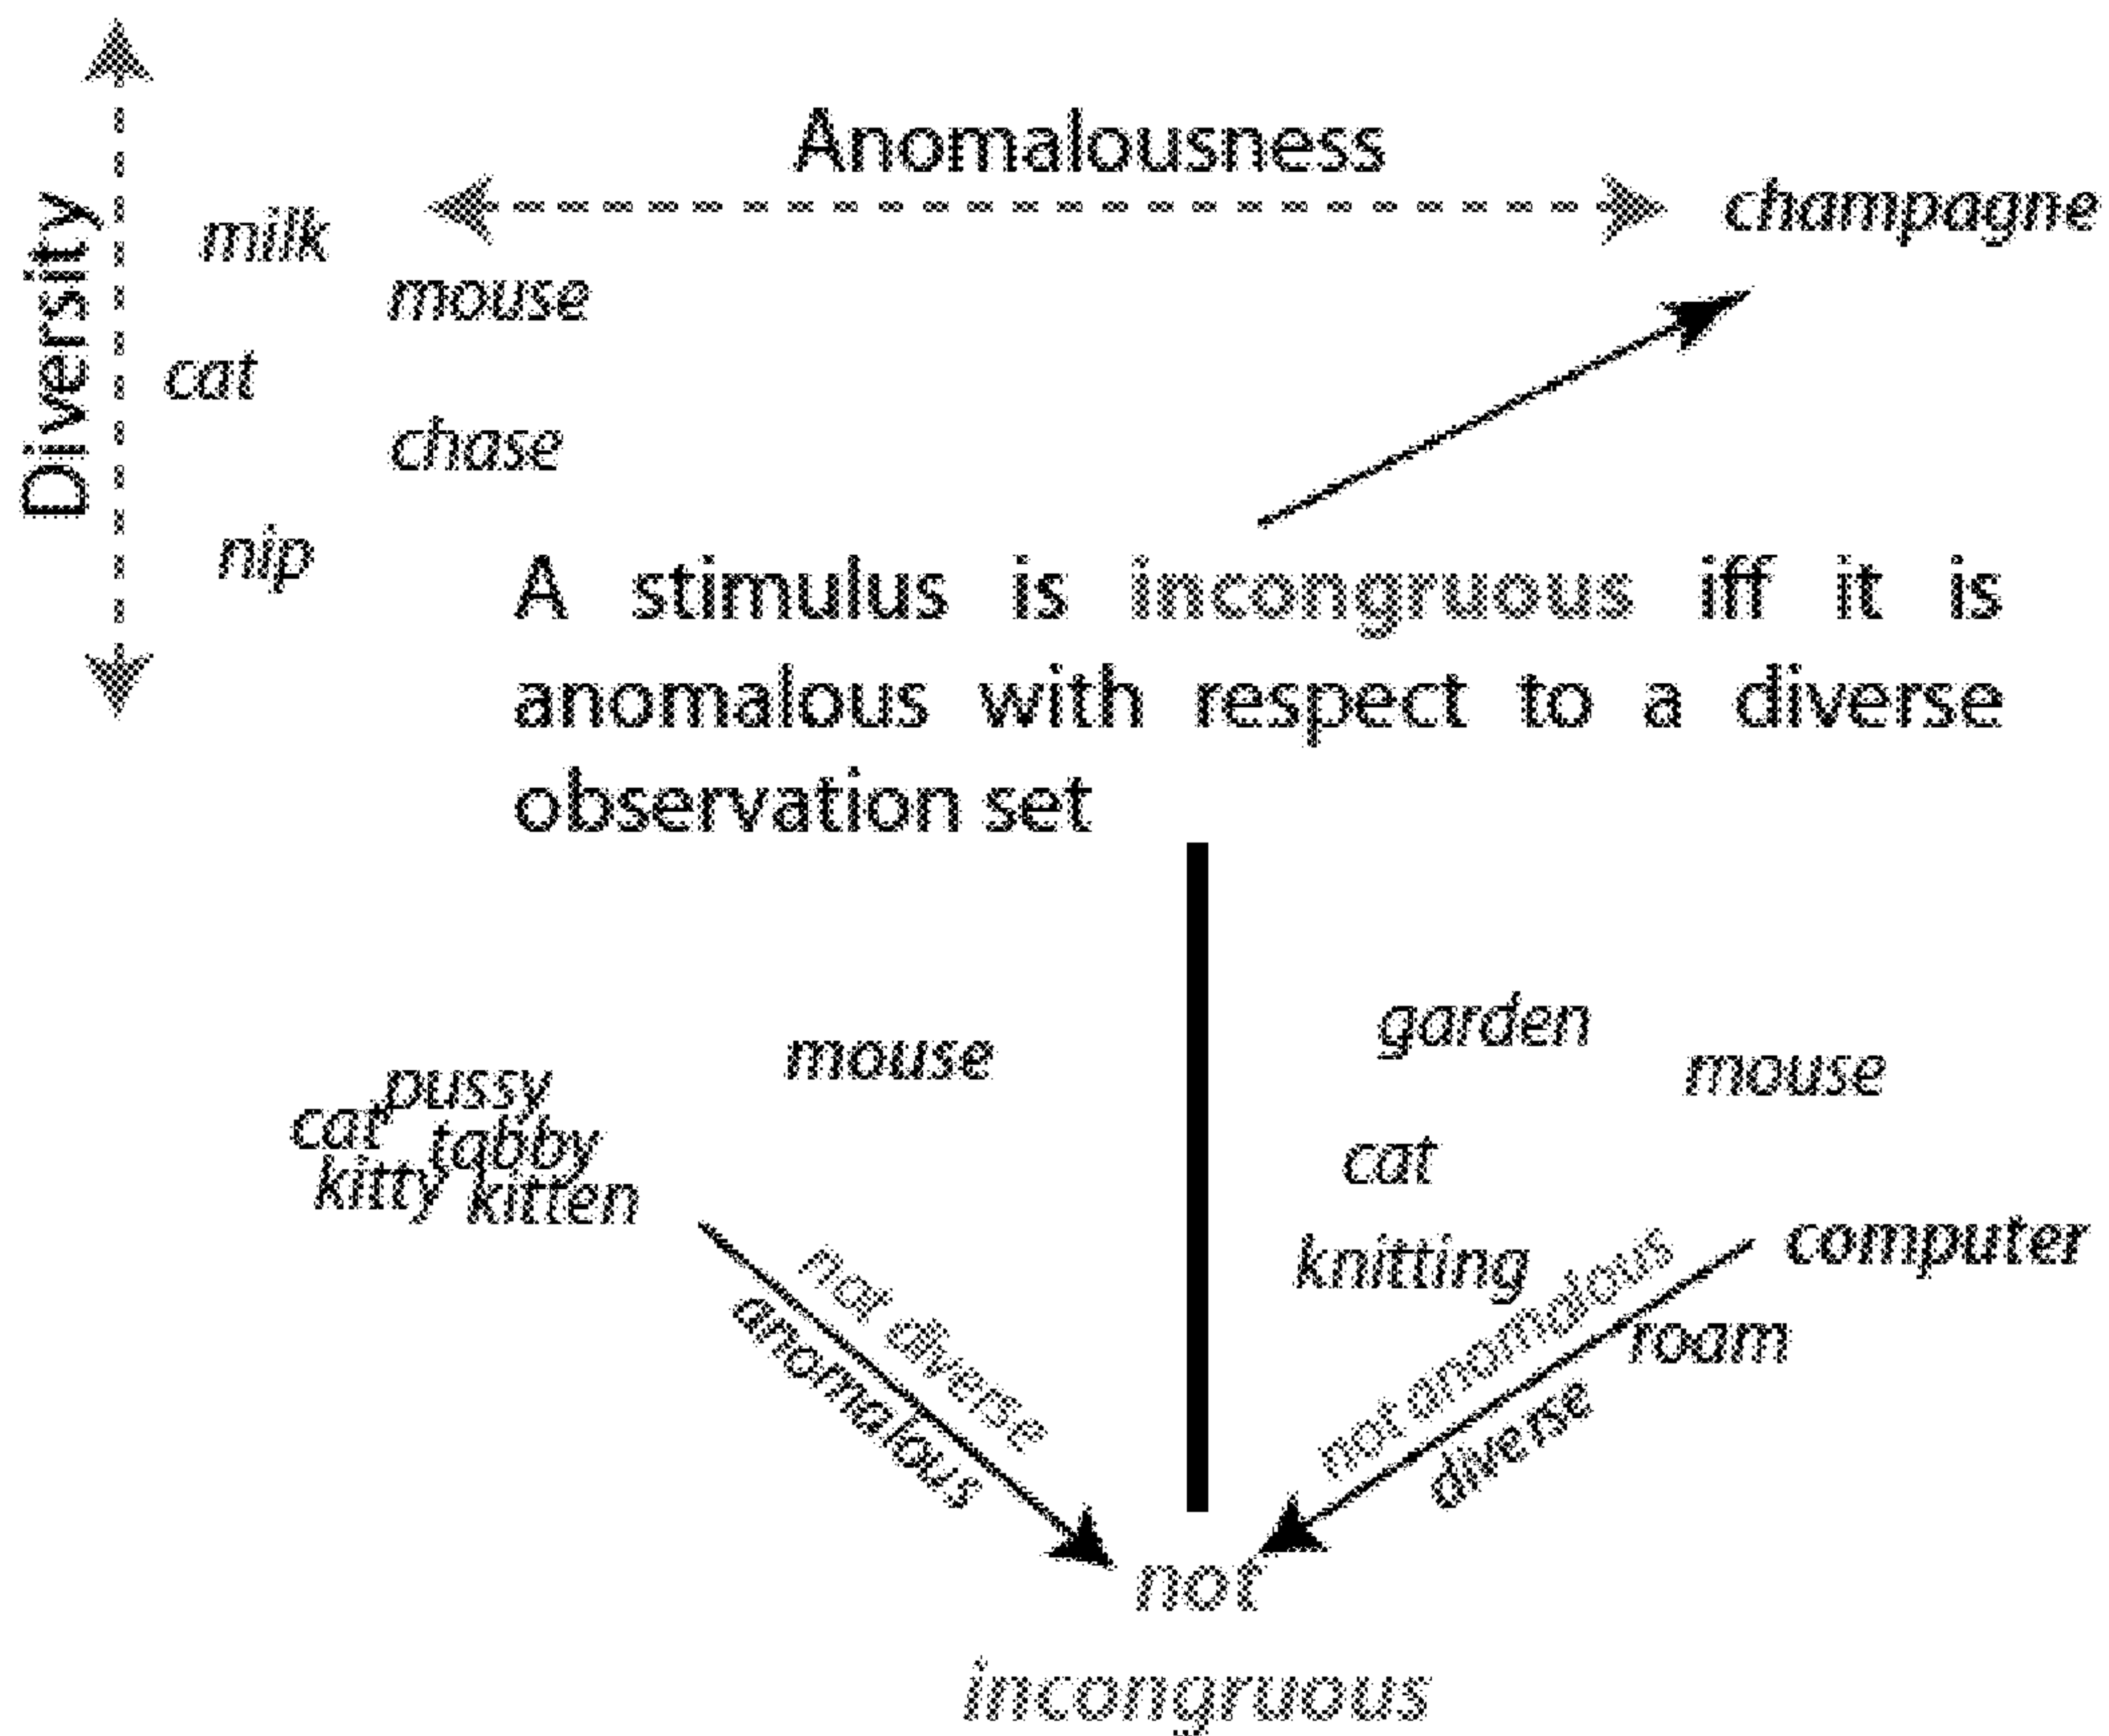 Anomalousness
champagne
Diversity
milk
mouse
cat
chase
nip
A stimulus is incongruous iff it is
anomalous with respect to a diverse
observation set
garden
mouse
mouse
pussy
cat
tabby
cat
kitty
kitten
computer
knitting
roam
not diverse
anomalous
not anomalous
diverse
not
incongruous